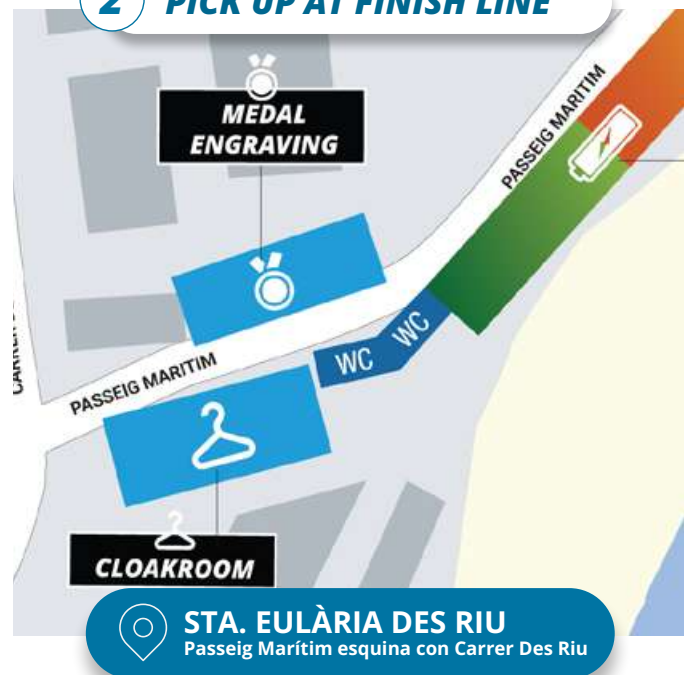 2 PICK UP AT FINISH LINE
MEDAL
ENGRAVING
PASSEIG MARITIM
WC
WC
PASSEIG MARITIM
CLOAKROOM
STA. EULÀRIA DES RIU
Passeig Marítim esquina con Carrer Des Riu